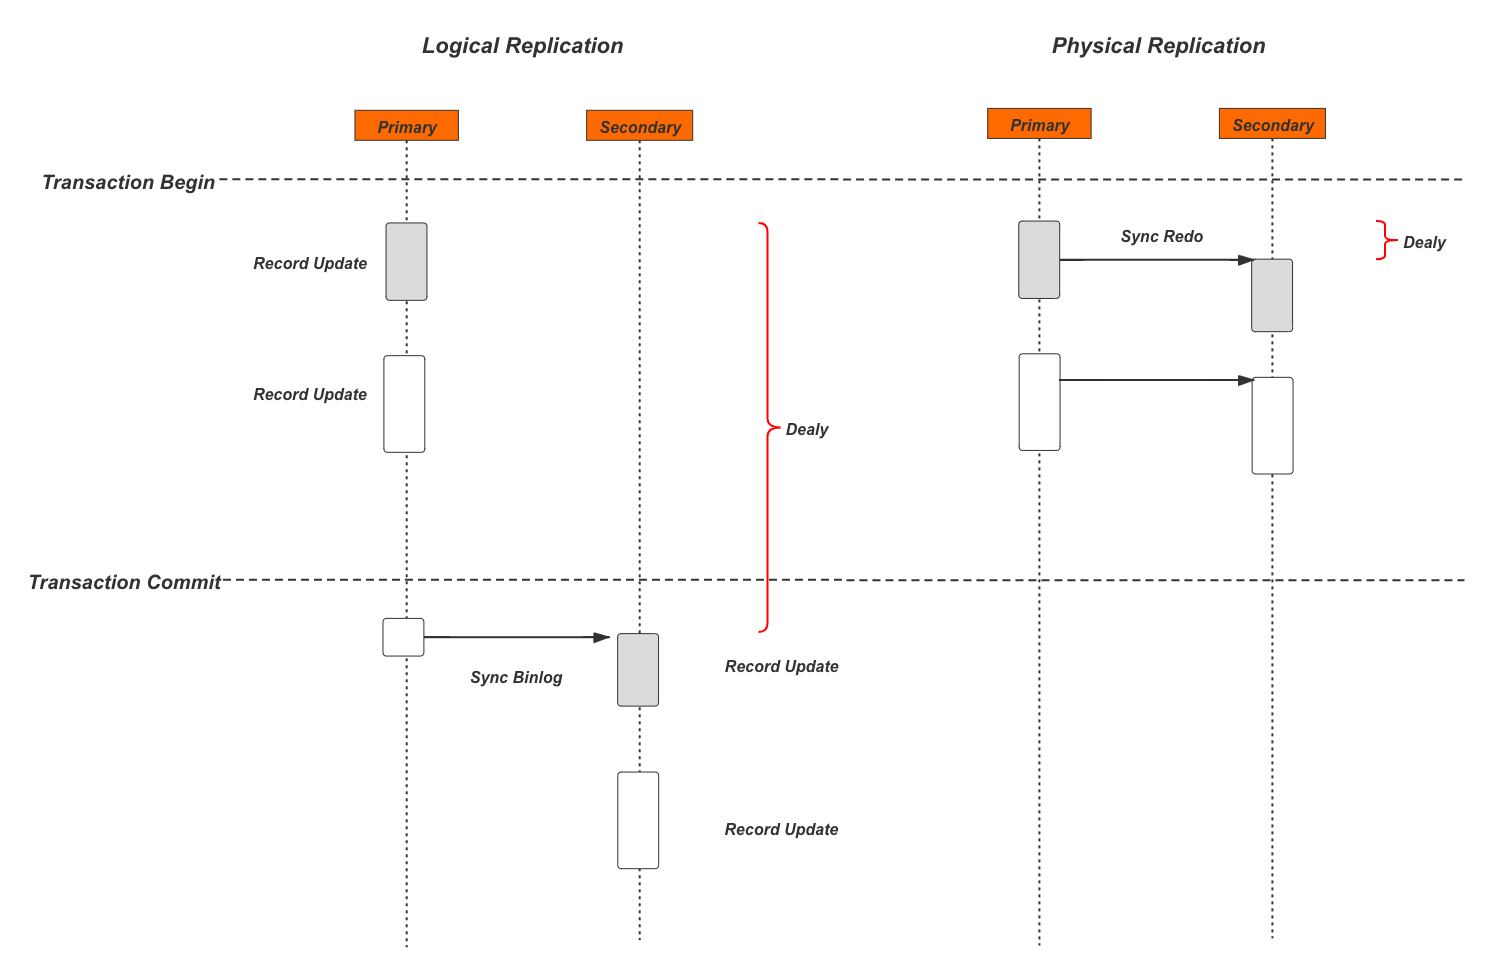 Logical Replication
Physical Replication
Primary
Secondary
Primary
Secondary
Transaction Begin
Record Update
Sync Redo
Dealy
Record Update
Dealy
Transaction Commit
Sync Binlog
Record Update
Record Update